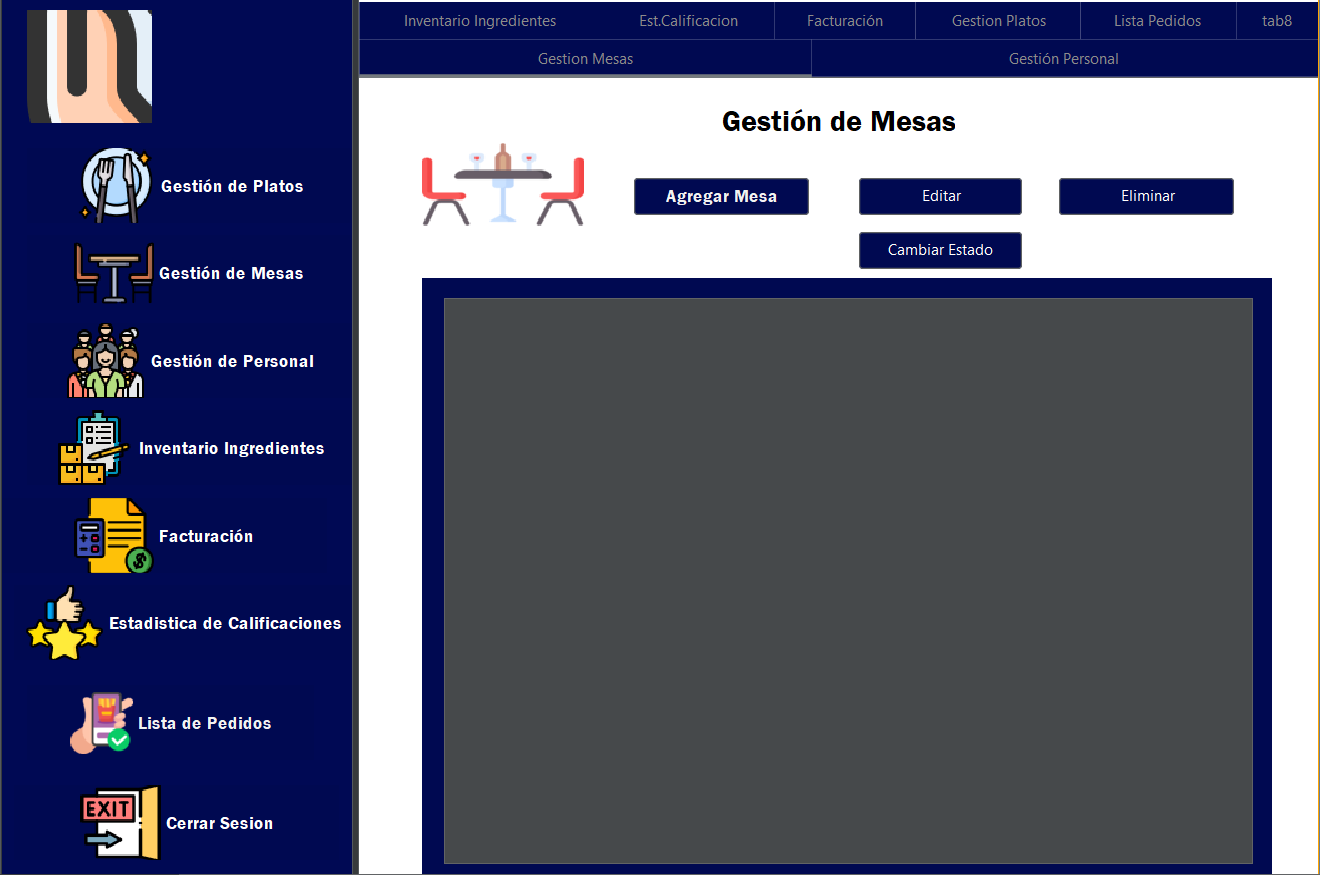 Inventario Ingredientes
Est.Calificacion
Facturación
Gestion Platos
Lista Pedidos
tab8
Gestion Mesas
Gestión Personal
Gestión de Platos
Gestión de Mesas
Gestión de Personal
Inventario Ingredientes
Facturación
Estadistica de Calificaciones
Lista de Pedidos
EXIT
Cerrar Sesion
Gestión de Mesas
Agregar Mesa
Editar
Eliminar
Cambiar Estado